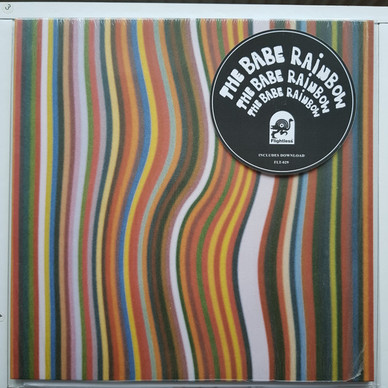 THE BABE RAINBOW
THE BABE RAINBOW
THE BABE RAINBOW
Flightless
INCLUDES DOWNLOAD
FLT-029